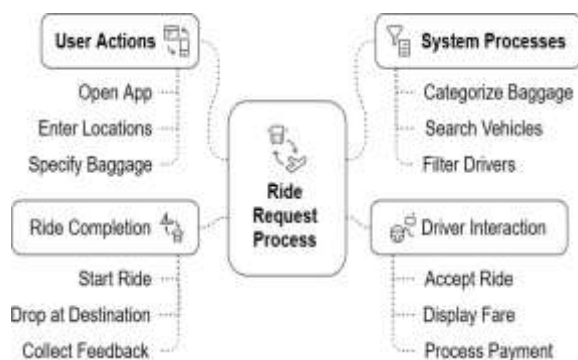 User Actions
Open App
Enter Locations
Specify Baggage
System Processes
Categorize Baggage
Search Vehicles
Filter Drivers
Ride
Request
Process
Ride Completion
Start Ride
Drop at Destination
Collect Feedback
Driver Interaction
Accept Ride
Display Fare
Process Payment